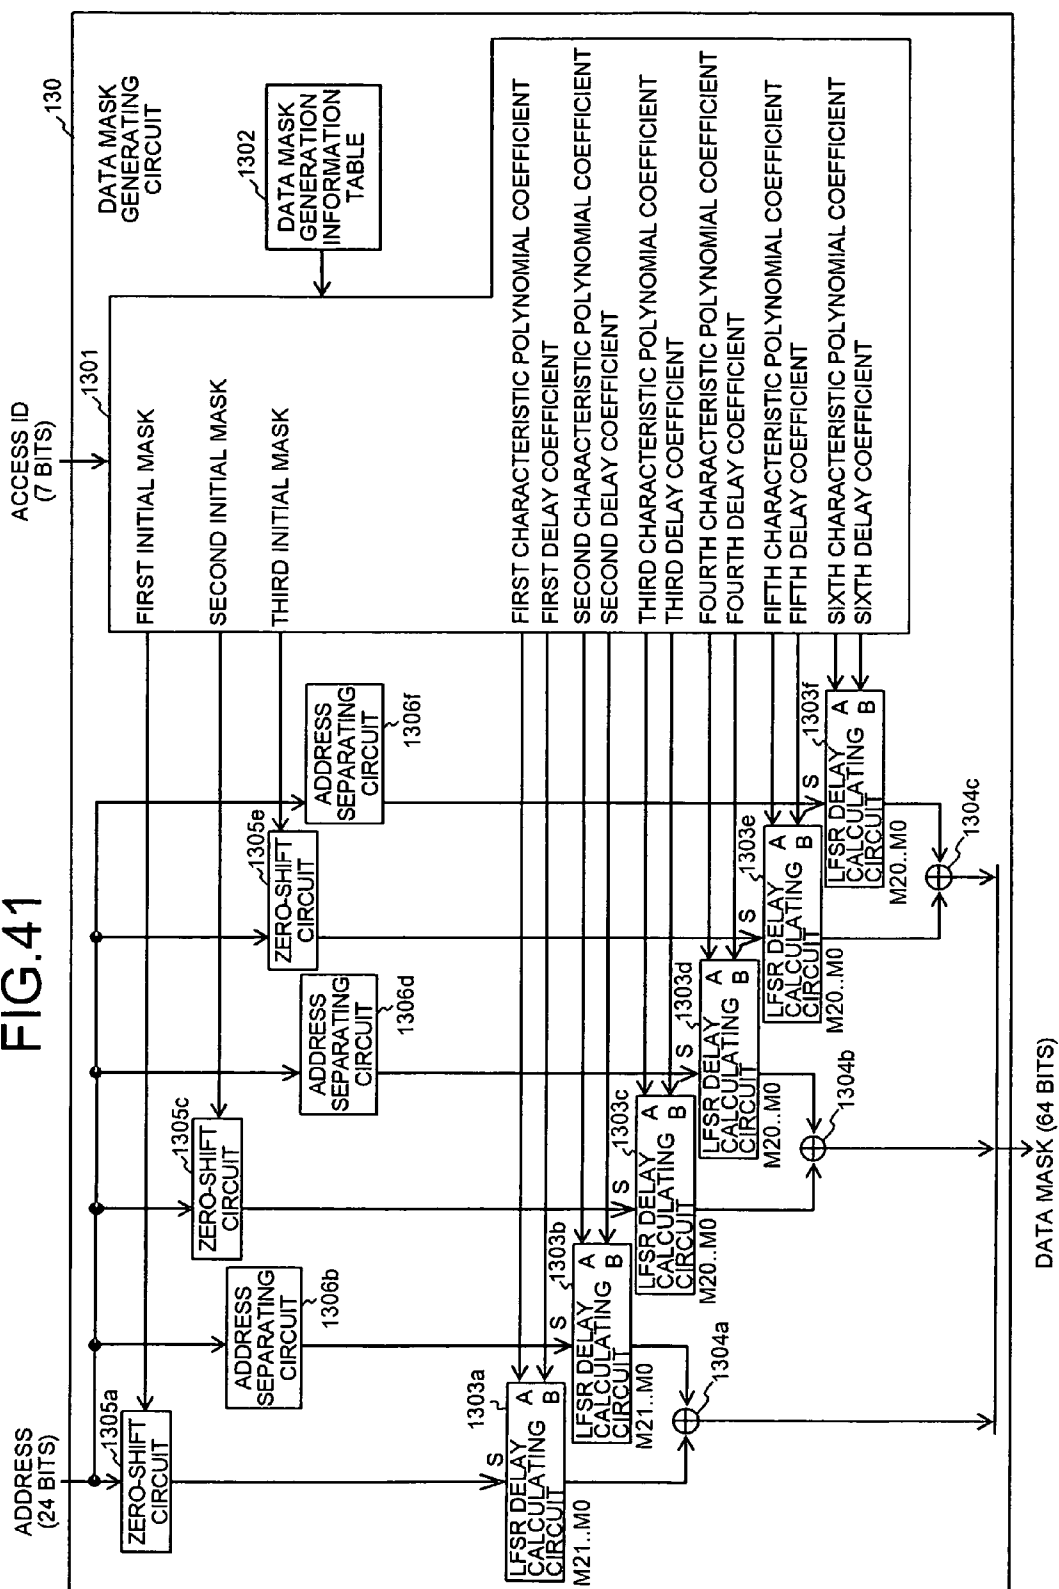 FIG.41
130
DATA MASK
GENERATING
CIRCUIT
ACCESS ID
(7 BITS)
1301
1302
DATA MASK
GENERATION
INFORMATION
TABLE
FIRST INITIAL MASK
SECOND INITIAL MASK
THIRD INITIAL MASK
FIRST CHARACTERISTIC POLYNOMIAL COEFFICIENT
FIRST DELAY COEFFICIENT
SECOND CHARACTERISTIC POLYNOMIAL COEFFICIENT
SECOND DELAY COEFFICIENT
THIRD CHARACTERISTIC POLYNOMIAL COEFFICIENT
THIRD DELAY COEFFICIENT
FOURTH CHARACTERISTIC POLYNOMIAL COEFFICIENT
FOURTH DELAY COEFFICIENT
FIFTH CHARACTERISTIC POLYNOMIAL COEFFICIENT
FIFTH DELAY COEFFICIENT
SIXTH CHARACTERISTIC POLYNOMIAL COEFFICIENT
SIXTH DELAY COEFFICIENT
ADDRESS
(24 BITS)
1305a
ZERO-SHIFT
CIRCUIT
ADDRESS
SEPARATING
CIRCUIT
1306b
1305c
ZERO-SHIFT
CIRCUIT
ADDRESS
SEPARATING
CIRCUIT
1306d
1305e
ZERO-SHIFT
CIRCUIT
ADDRESS
SEPARATING
CIRCUIT
1306f
S
1303a
LFSR DELAY
CALCULATING
CIRCUIT
A
B
M21..M0
S
1303b
LFSR DELAY
CALCULATING
CIRCUIT
A
B
M21..M0
1304a
S
1303c
LFSR DELAY
CALCULATING
CIRCUIT
A
B
M20..M0
S
1303d
LFSR DELAY
CALCULATING
CIRCUIT
A
B
M20..M0
1304b
S
1303e
LFSR DELAY
CALCULATING
CIRCUIT
A
B
M20..M0
S
1303f
LFSR DELAY
CALCULATING
CIRCUIT
A
B
M20..M0
1304c
DATA MASK (64 BITS)